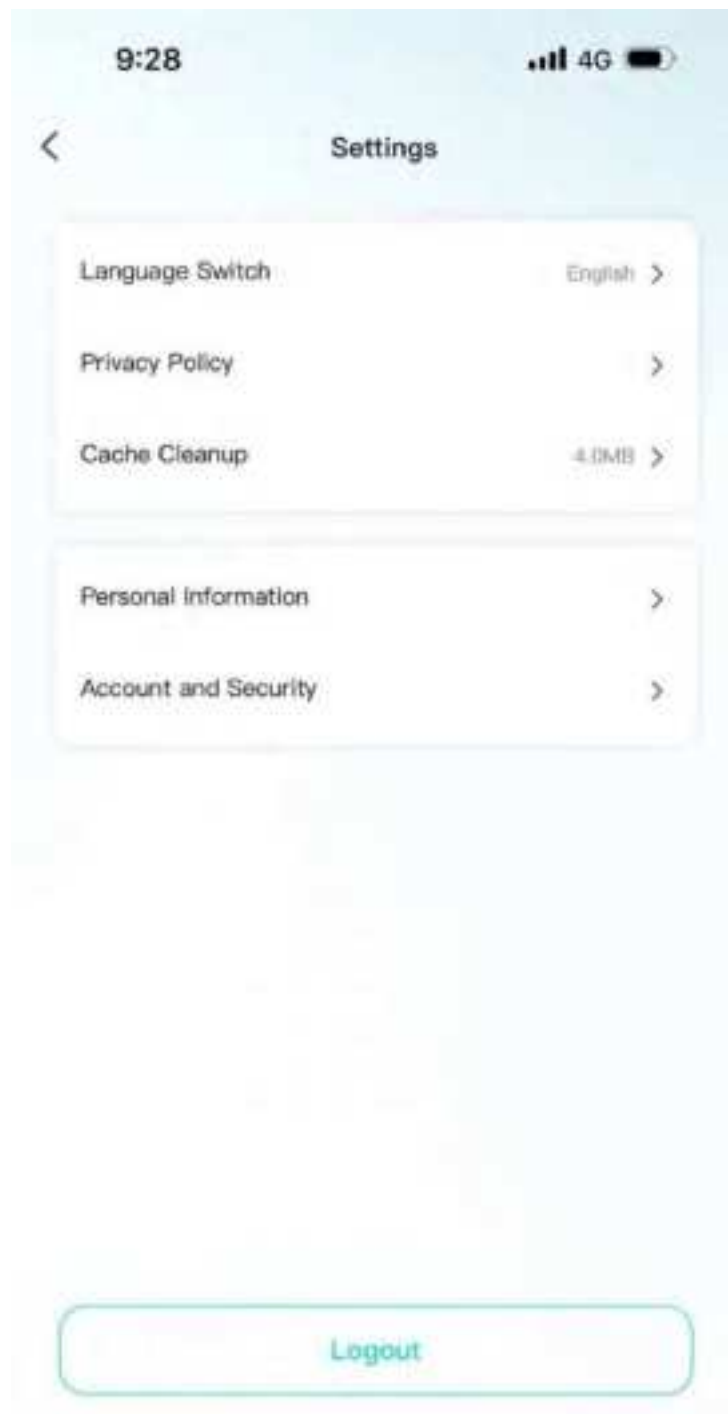 9:28 4G
Settings
Language Switch English
Privacy Policy
Cache Cleanup 4.0MB
Personal Information
Account and Security
Logout